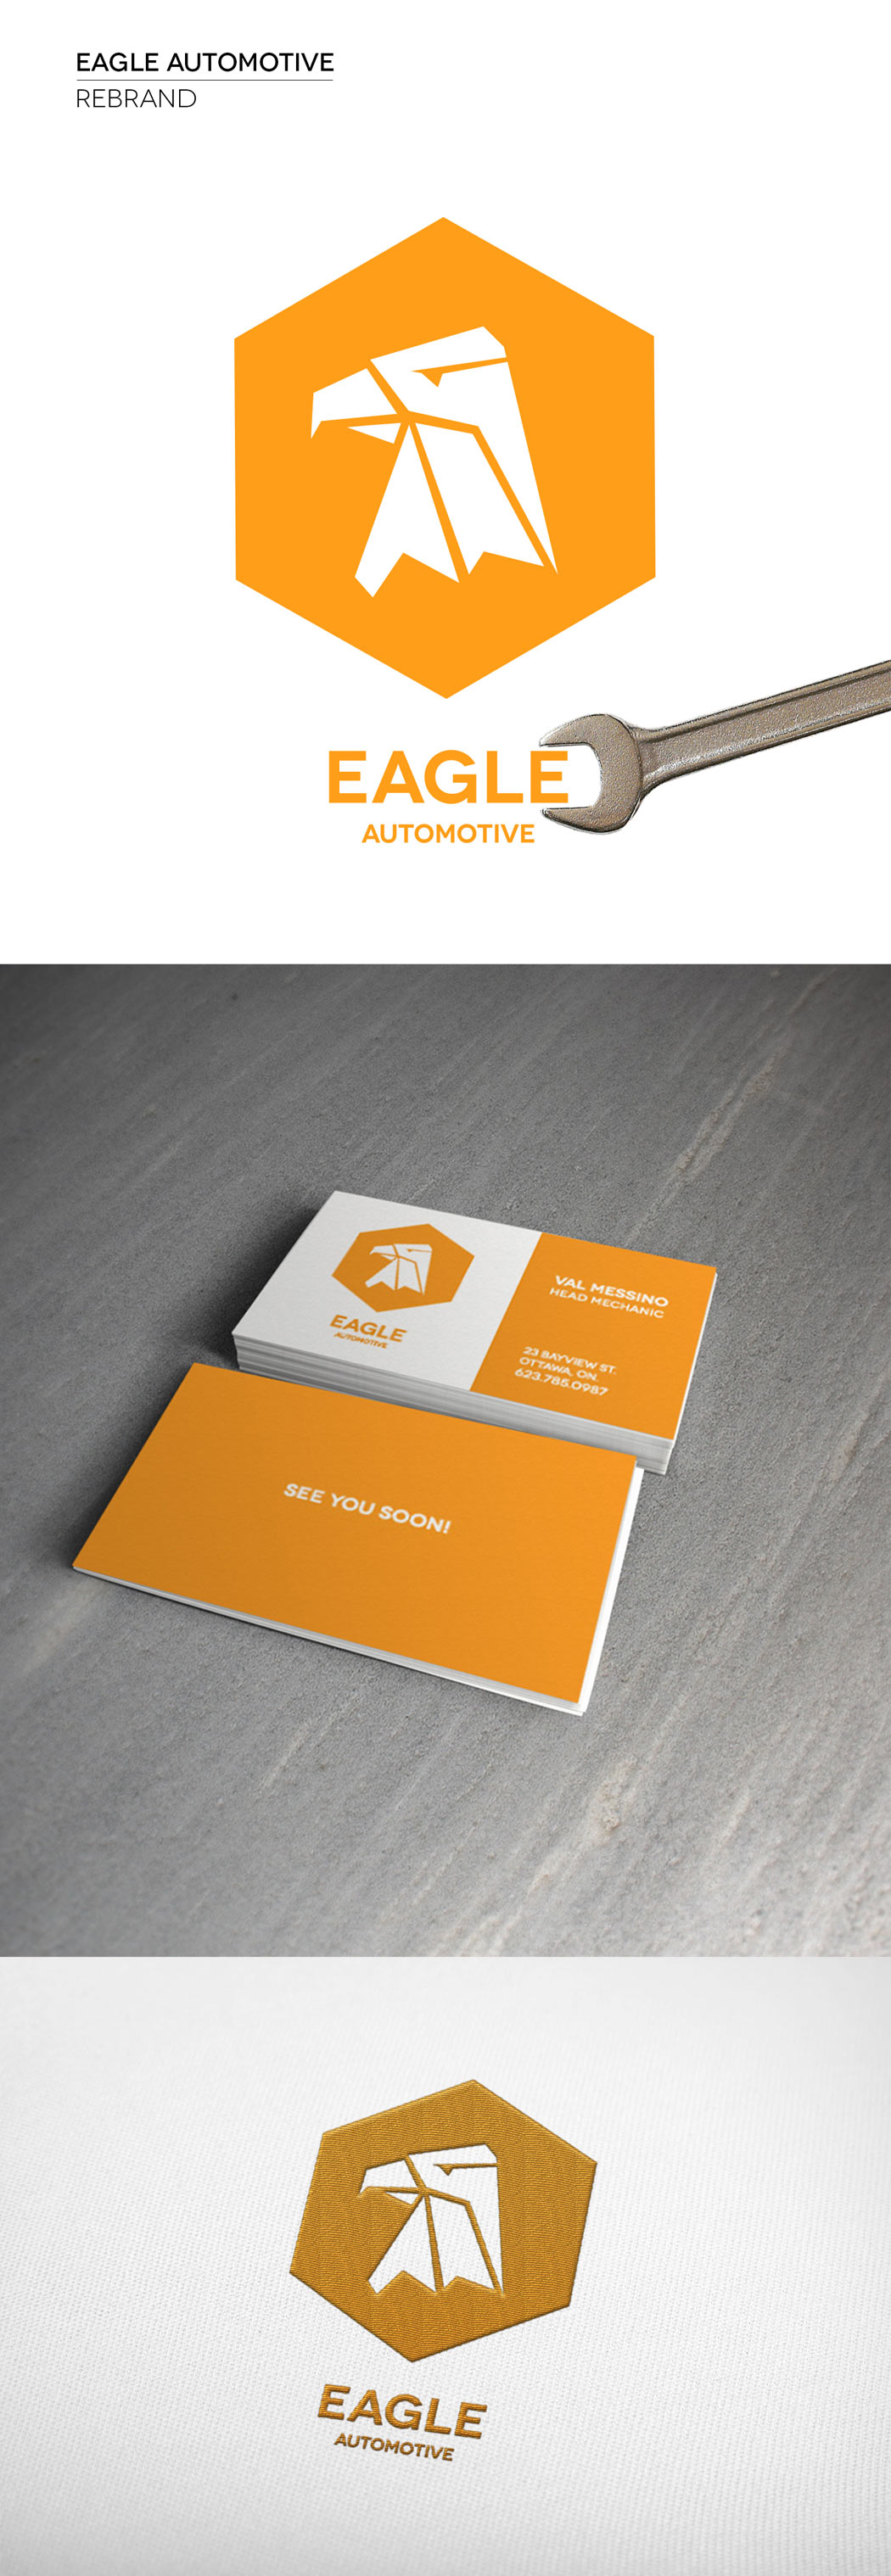 EAGLE AUTOMOTIVE
REBRAND
EAGLE
AUTOMOTIVE
EAGLE
AUTOMOTIVE
VAL MESSINO
HEAD MECHANIC
23 BAYVIEW ST.
OTTAWA, ON.
623.785.0987
SEE YOU SOON!
EAGLE
AUTOMOTIVE